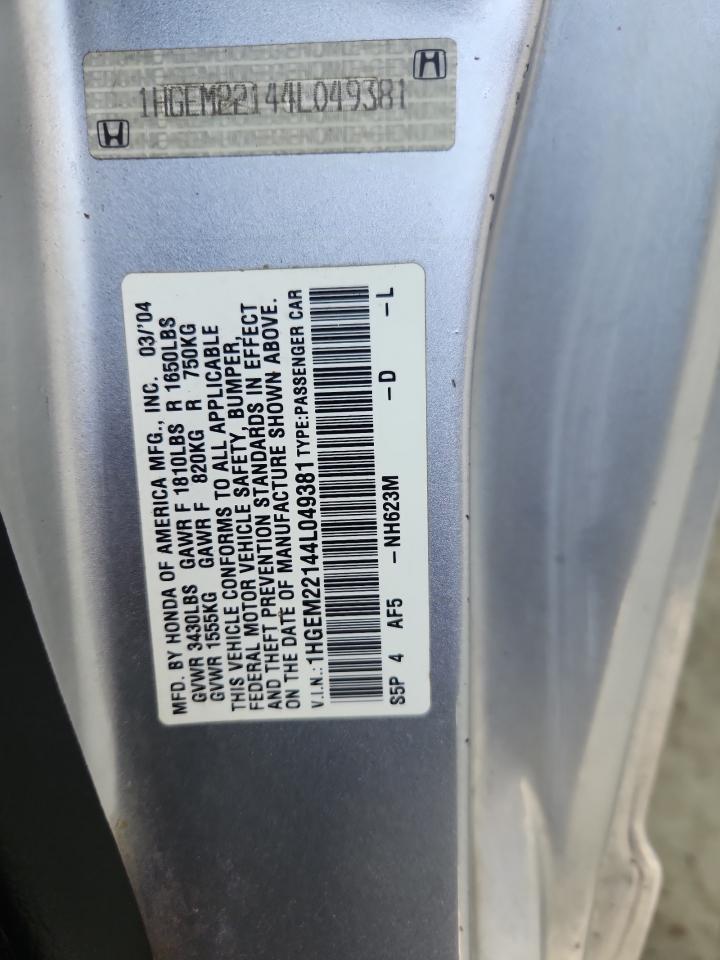 1HGEM22144L049381
MFD. BY HONDA OF AMERICA MFG., INC. 03/'04
GVWR 3430LBS GAWR F 1810LBS R 1650LBS
GVWR 1555KG GAWR F 820KG R 750KG
THIS VEHICLE CONFORMS TO ALL APPLICABLE
FEDERAL MOTOR VEHICLE SAFETY, BUMPER,
AND THEFT PREVENTION STANDARDS IN EFFECT
ON THE DATE OF MANUFACTURE SHOWN ABOVE.
V.I.N.: 1HGEM22144L049381 TYPE:PASSENGER CAR
S5P 4 AF5 -NH623M -D -L